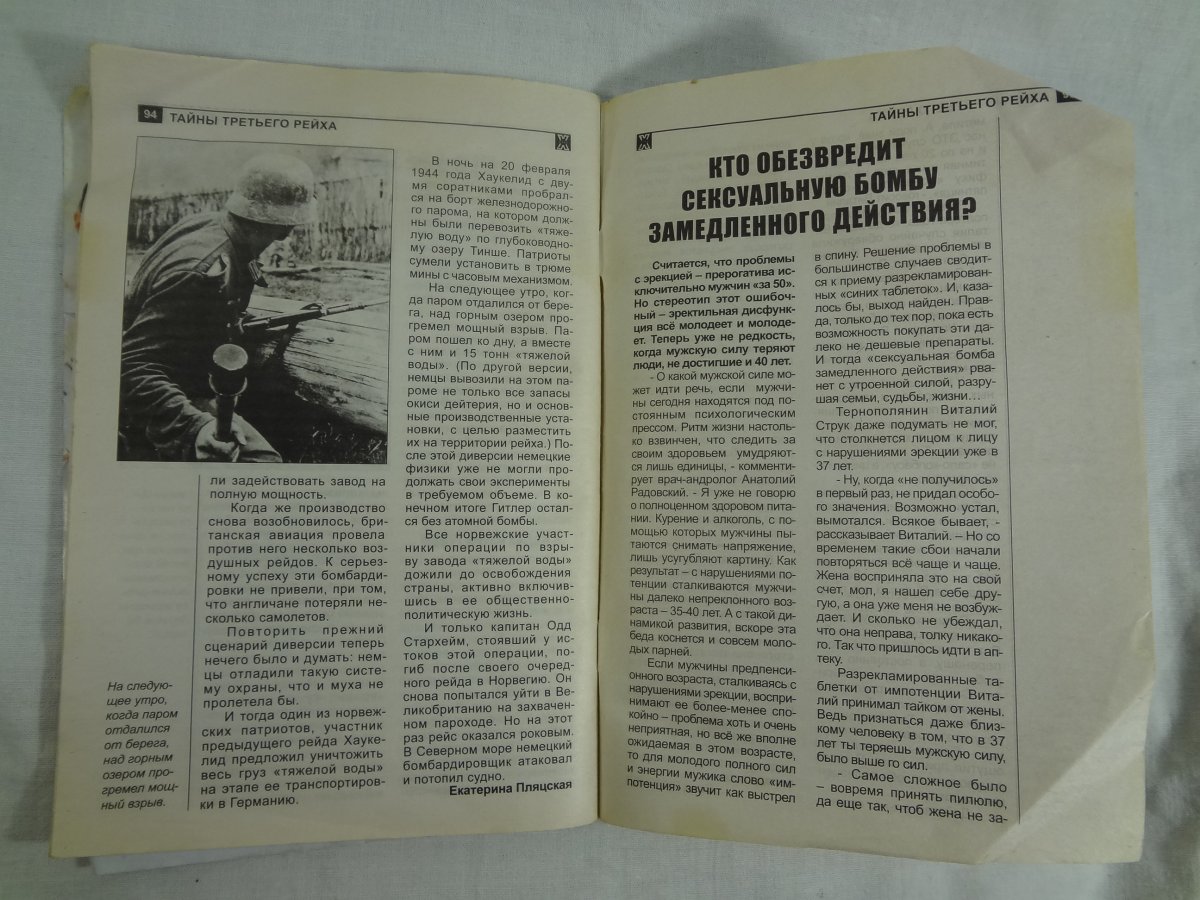 94 ТАЙНЫ ТРЕТЬЕГО РЕЙХА
ли задействовать завод на
полную мощность.
Когда же производство
снова возобновилось, бри-
танская авиация провела
против него несколько воз-
душных рейдов. К серьез-
ному успеху эти бомбарди-
ровки не привели, при том,
что англичане потеряли не-
сколько самолетов.
Повторить прежний
сценарий диверсии теперь
нечего было и думать: нем-
цы отладили такую систе-
му охраны, что и муха не
пролетела бы.
И тогда один из норвеж-
ских патриотов, участник
предыдущего рейда Хауке-
лид предложил уничтожить
весь груз «тяжелой воды»
на этапе ее транспортиров-
ки в Германию.
На следую-
щее утро,
когда паром
отдалился
от берега,
над горным
озером про-
гремел мощ-
ный взрыв.
В ночь на 20 февраля
1944 года Хаукелид с дву-
мя соратниками пробрал-
ся на борт железнодорожно-
го парома, на котором долж-
ны были перевозить «тяже-
лую воду» по глубоководно-
му озеру Тинше. Патриоты
сумели установить в трюме
мины с часовым механизмом.
На следующее утро, ког-
да паром отдалился от бере-
га, над горным озером про-
гремел мощный взрыв. Па-
ром пошел ко дну, а вместе
с ним и 15 тонн «тяжелой
воды». (По другой версии,
немцы вывозили на этом па-
роме не только все запасы
окиси дейтерия, но и основ-
ные производственные уста-
новки, с целью разместить
их на территории рейха.) По-
сле этой диверсии немецкие
физики уже не могли про-
должать свои эксперименты
в требуемом объеме. В ко-
нечном итоге Гитлер остал-
ся без атомной бомбы.
Все норвежские участ-
ники операции по взры-
ву завода «тяжелой воды»
дожили до освобождения
страны, активно включив-
шись в ее общественно-
политическую жизнь.
И только капитан Одд
Стархейм, стоявший у ис-
токов этой операции, по-
гиб после своего очеред-
ного рейда в Норвегию. Он
снова попытался уйти в Ве-
ликобританию на захвачен-
ном пароходе. Но на этот
раз рейс оказался роковым.
В Северном море немецкий
бомбардировщик атаковал
и потопил судно.
Екатерина Пляцская
ТАЙНЫ ТРЕТЬЕГО РЕЙХА
КТО ОБЕЗВРЕДИТ
СЕКСУАЛЬНУЮ БОМБУ
ЗАМЕДЛЕННОГО ДЕЙСТВИЯ?
Считается, что проблемы
с эрекцией – прерогатива ис-
ключительно мужчин «за 50».
Но стереотип этот ошибоч-
ный – эректильная дисфунк-
ция всё молодеет и молоде-
ет. Теперь уже не редкость,
когда мужскую силу теряют
люди, не достигшие и 40 лет.
- О какой мужской силе мо-
жет идти речь, если мужчи-
ны сегодня находятся под по-
стоянным психологическим
прессом. Ритм жизни настоль-
ко взвинчен, что следить за
своим здоровьем умудряют-
ся лишь единицы, - комменти-
рует врач-андролог Анатолий
Радовский. - Я уже не говорю
о полноценном здоровом пита-
нии. Курение и алкоголь, с по-
мощью которых мужчины пы-
таются снимать напряжение,
лишь усугубляют картину. Как
результат – с нарушениями по-
тенции сталкиваются мужчи-
ны далеко непреклонного воз-
раста – 35-40 лет. А с такой ди-
намикой развития, вскоре эта
беда коснется и совсем моло-
дых парней.
Если мужчины предпенси-
онного возраста, сталкиваясь с
нарушениями эрекции, воспри-
нимают ее более-менее спо-
койно – проблема хоть и очень
неприятная, но всё же вполне
ожидаемая в этом возрасте,
то для молодого полного сил
и энергии мужика слово «им-
потенция» звучит как выстрел
в спину. Решение проблемы в
большинстве случаев сводит-
ся к приему разрекламирован-
ных «синих таблеток». И, каза-
лось бы, выход найден. Прав-
да, только до тех пор, пока есть
возможность покупать эти да-
леко не дешевые препараты.
И тогда «сексуальная бомба
замедленного действия» рва-
нет с утроенной силой, разру-
шая семьи, судьбы, жизни…
Тернополянин Виталий
Струк даже подумать не мог,
что столкнется лицом к лицу
с нарушениями эрекции уже в
37 лет.
- Ну, когда «не получилось»
в первый раз, не придал особо-
го значения. Возможно устал,
вымотался. Всякое бывает, -
рассказывает Виталий. – Но со
временем такие сбои начали
повторяться всё чаще и чаще.
Жена восприняла это на свой
счет, мол, я нашел себе дру-
гую, а она уже меня не возбуж-
дает. И сколько не убеждал,
что она неправа, толку никако-
го. Так что пришлось идти в ап-
теку.
Разрекламированные та-
блетки от импотенции Вита-
лий принимал тайком от жены.
Ведь признаться даже близ-
кому человеку в том, что в 37
лет ты теряешь мужскую силу,
было выше го сил.
- Самое сложное было
– вовремя принять пилюлю,
да еще так, чтоб жена не за-